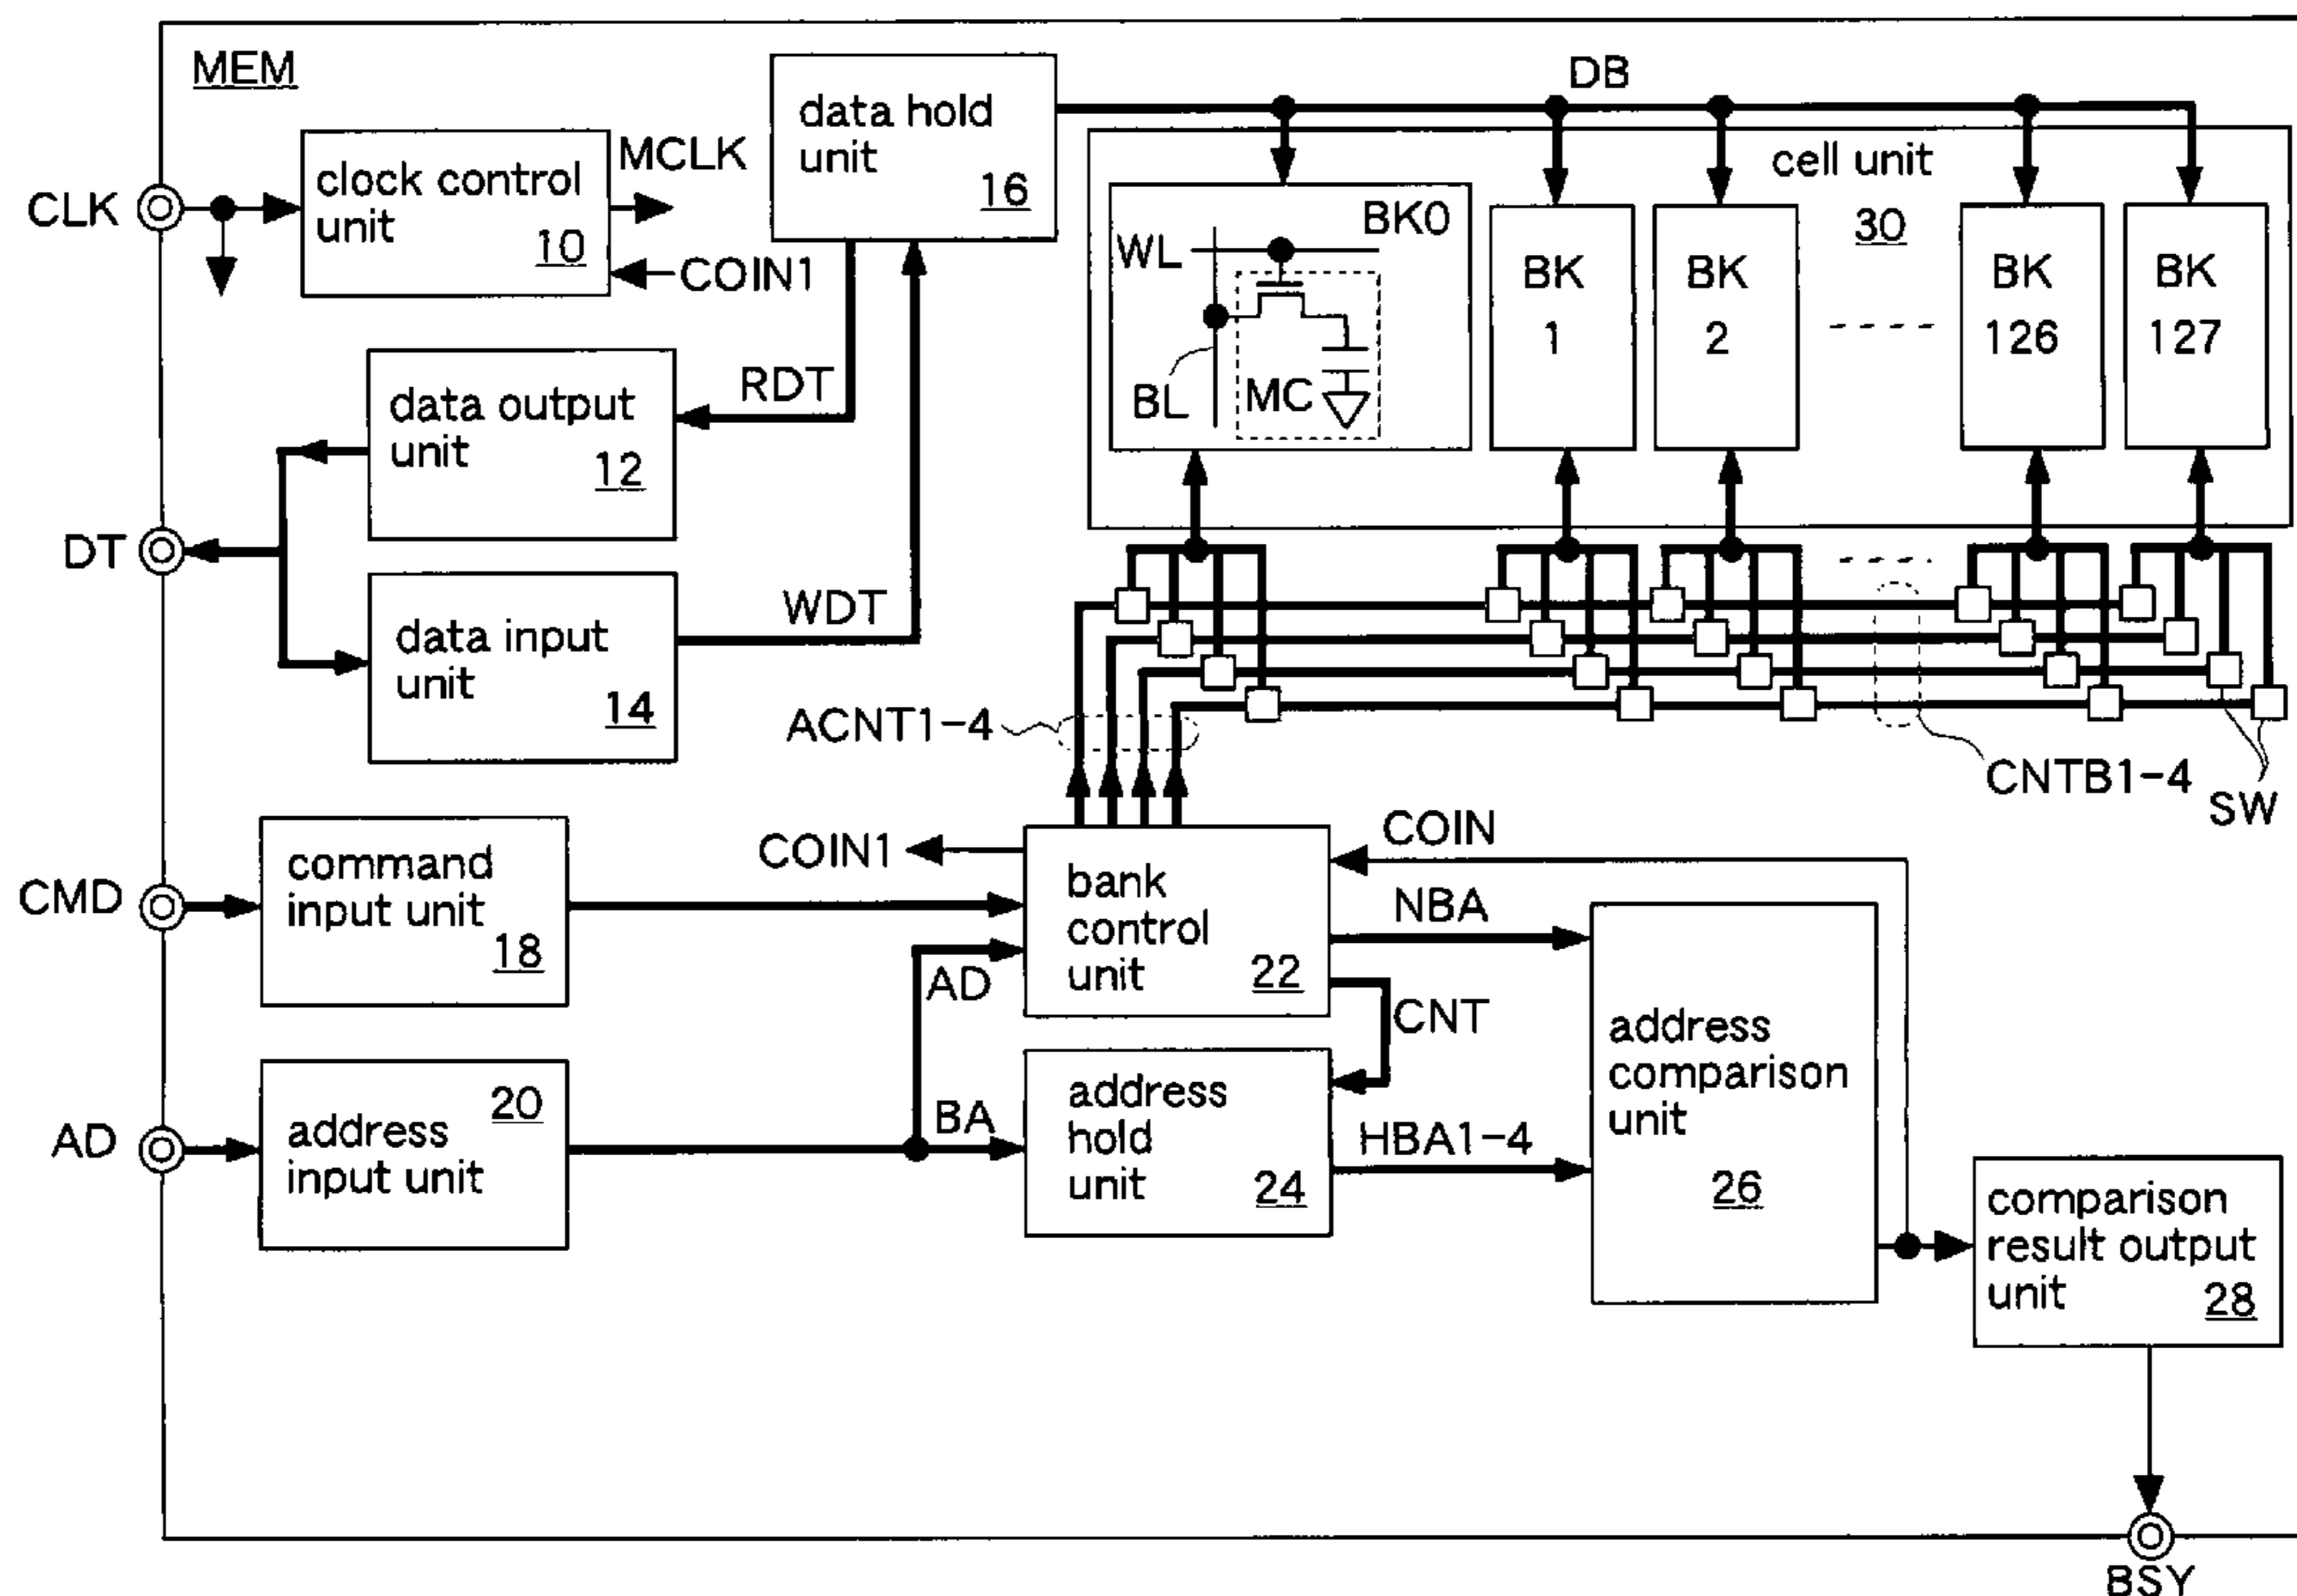 MEM
CLK
clock control
unit
10
MCLK
COIN1
data hold
unit
16
DB
cell unit
30
BK0
WL
BL
MC
BK
1
BK
2
BK
126
BK
127
DT
data output
unit
12
RDT
data input
unit
14
WDT
ACNT1-4
CNTB1-4
SW
CMD
command
input unit
18
COIN1
bank
control
unit
22
COIN
NBA
CNT
AD
AD
address
input unit
20
BA
address
hold
unit
24
HBA1-4
address
comparison
unit
26
comparison
result output
unit
28
BSY